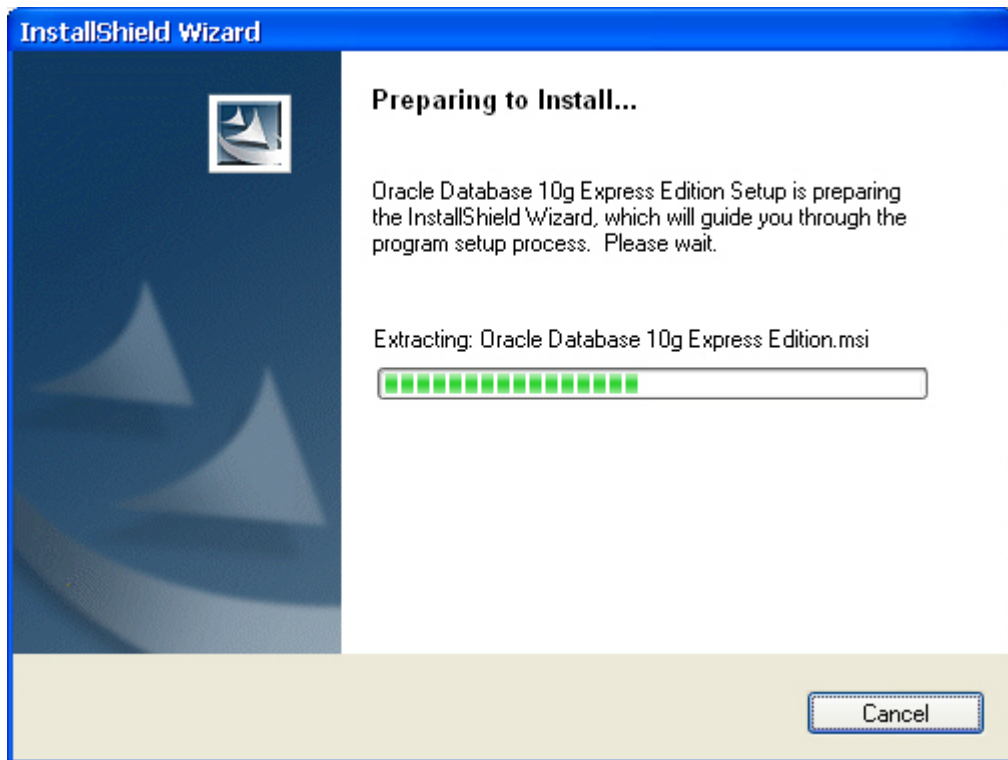 InstallShield Wizard
Preparing to Install...
Oracle Database 10g Express Edition Setup is preparing
the InstallShield Wizard, which will guide you through the
program setup process.  Please wait.
Extracting: Oracle Database 10g Express Edition.msi
Cancel